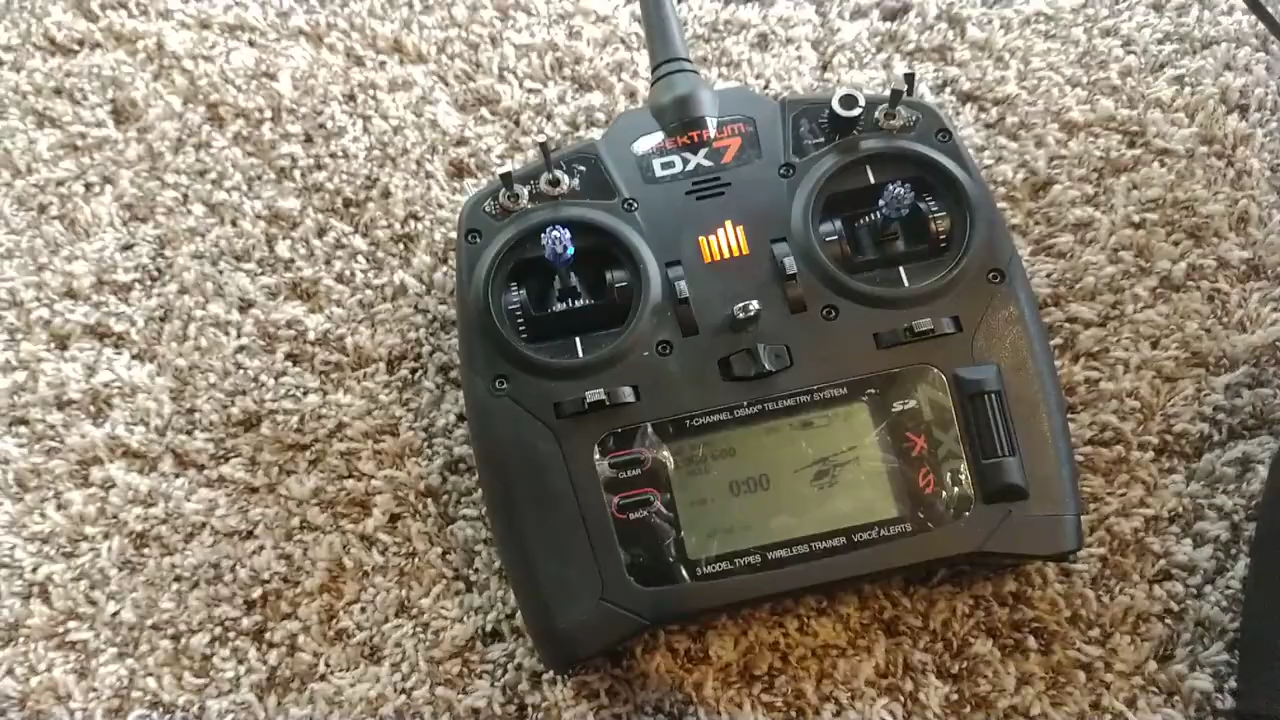 SPEKTRUM
DX7
7-CHANNEL DSMX® TELEMETRY SYSTEM
CLEAR
BACK
0:00
3 MODEL TYPES WIRELESS TRAINER VOICE ALERTS